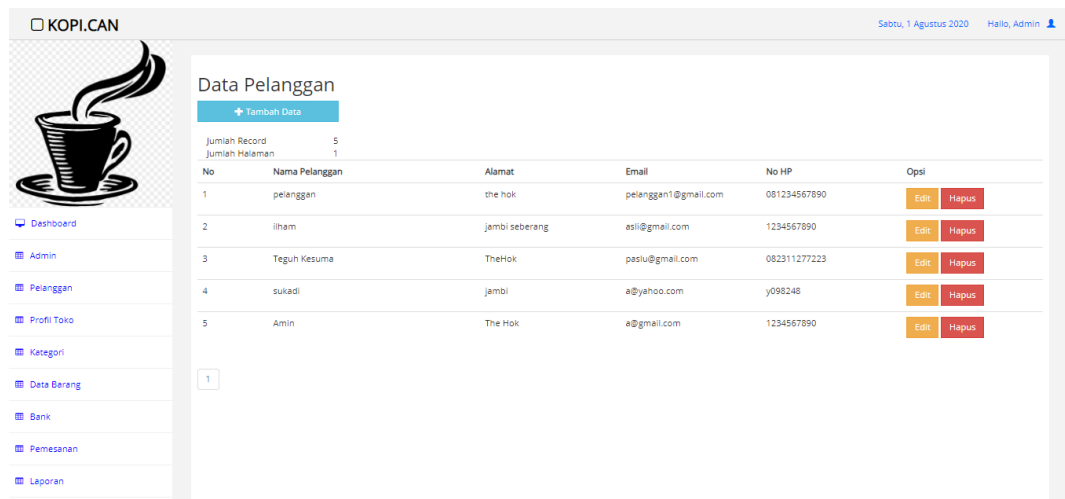 KOPI.CAN
Sabtu, 1 Agustus 2020 Hallo, Admin
Dashboard
Admin
Pelanggan
Profil Toko
Kategori
Data Barang
Bank
Pemesanan
Laporan
Data Pelanggan
Tambah Data
Jumlah Record 5
Jumlah Halaman 1
No Nama Pelanggan Alamat Email No HP Opsi
1 pelanggan the hok pelanggan1@gmail.com 081234567890 Edit Hapus
2 ilham jambi seberang asli@gmail.com 1234567890 Edit Hapus
3 Teguh Kesuma TheHok paslu@gmail.com 082311277223 Edit Hapus
4 sukadi jambi a@yahoo.com y098248 Edit Hapus
5 Amin The Hok a@gmail.com 1234567890 Edit Hapus
1